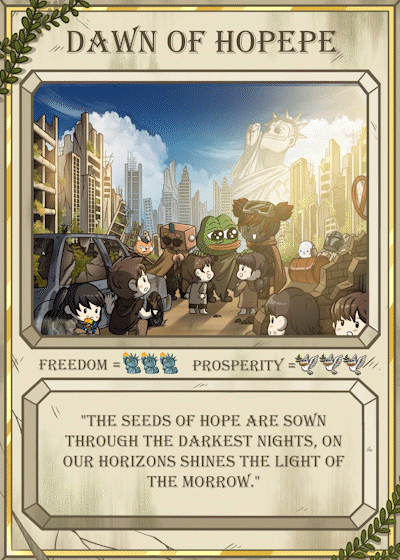 DAWN OF HOPEPE
FREEDOM = PROSPERITY =
"THE SEEDS OF HOPE ARE SOWN
THROUGH THE DARKEST NIGHTS, ON
OUR HORIZONS SHINES THE LIGHT OF
THE MORROW."